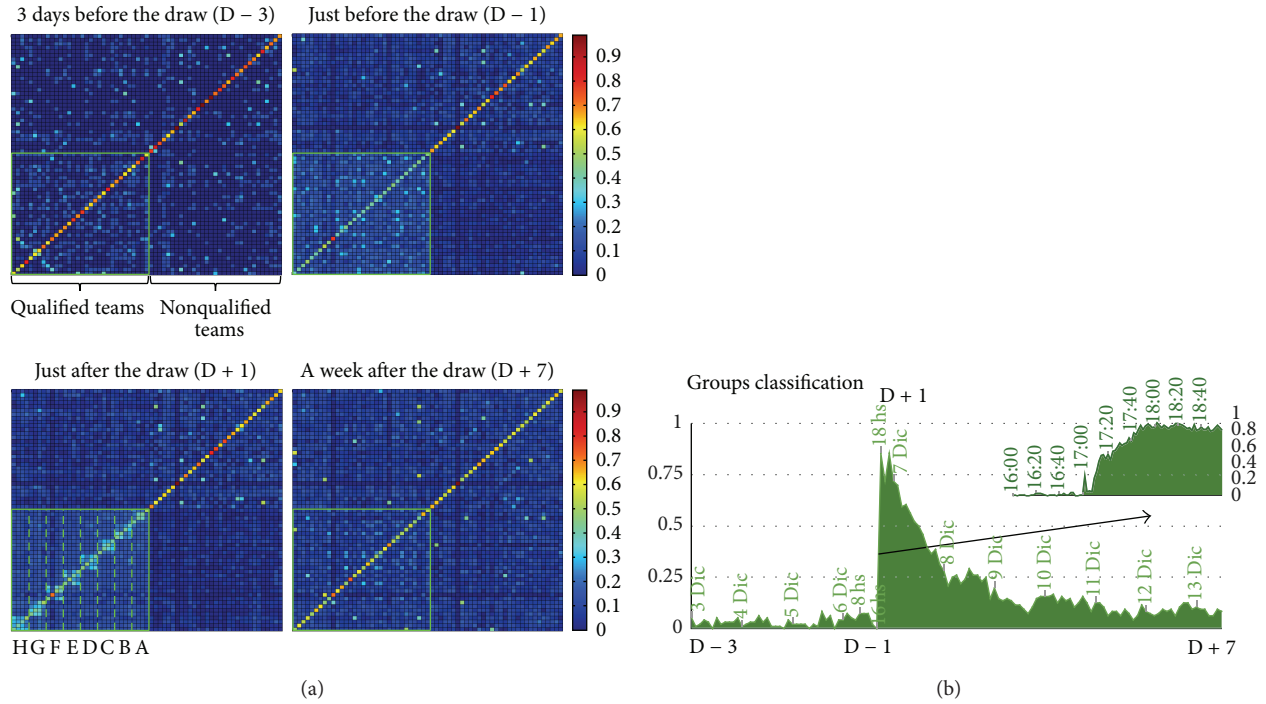 3 days before the draw (D − 3)
Just before the draw (D − 1)
0.9
0.8
0.7
0.6
0.5
0.4
0.3
0.2
0.1
0
Qualified teams
Nonqualified
teams
Just after the draw (D + 1)
A week after the draw (D + 7)
0.9
0.8
0.7
0.6
0.5
0.4
0.3
0.2
0.1
0
H G F E D C B A
(a)
Groups classification
D + 1
1
0.75
0.5
0.25
0
3 Dic
4 Dic
5 Dic
6 Dic
8 hs
16 hs
18 hs
7 Dic
8 Dic
9 Dic
10 Dic
11 Dic
12 Dic
13 Dic
D − 3
D − 1
D + 7
16:00
16:20
16:40
17:00
17:20
17:40
18:00
18:20
18:40
1
0.8
0.6
0.4
0.2
0
(b)